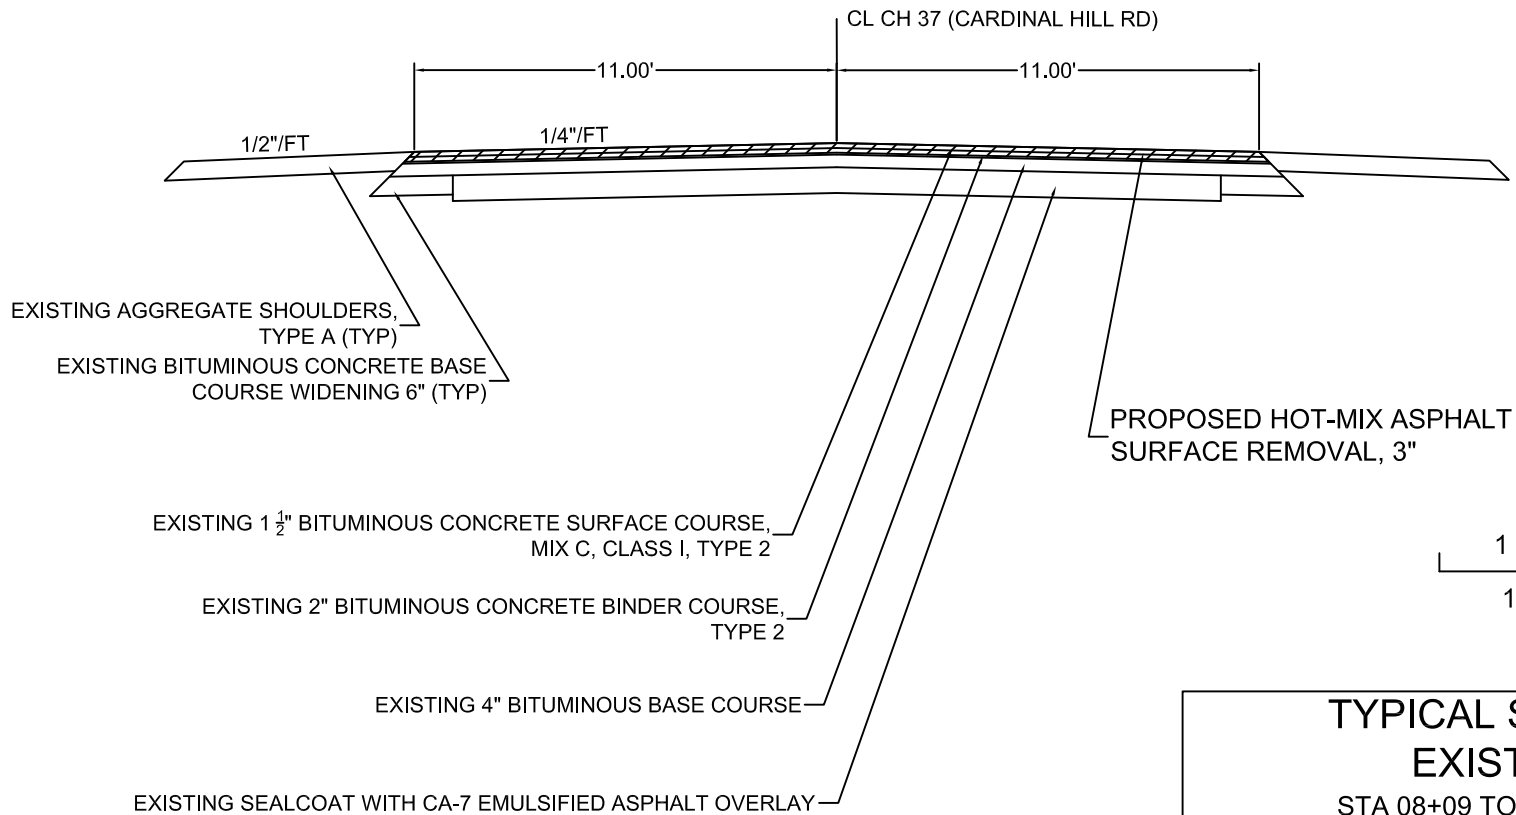 CL CH 37 (CARDINAL HILL RD)
11.00'
11.00'
1/2"/FT
1/4"/FT
EXISTING AGGREGATE SHOULDERS,
TYPE A (TYP)
EXISTING BITUMINOUS CONCRETE BASE
COURSE WIDENING 6" (TYP)
PROPOSED HOT-MIX ASPHALT
SURFACE REMOVAL, 3"
EXISTING 1 1/2" BITUMINOUS CONCRETE SURFACE COURSE,
MIX C, CLASS I, TYPE 2
1
1
EXISTING 2" BITUMINOUS CONCRETE BINDER COURSE,
TYPE 2
EXISTING 4" BITUMINOUS BASE COURSE
EXISTING SEALCOAT WITH CA-7 EMULSIFIED ASPHALT OVERLAY
TYPICAL S
EXIST
STA 08+09 TO